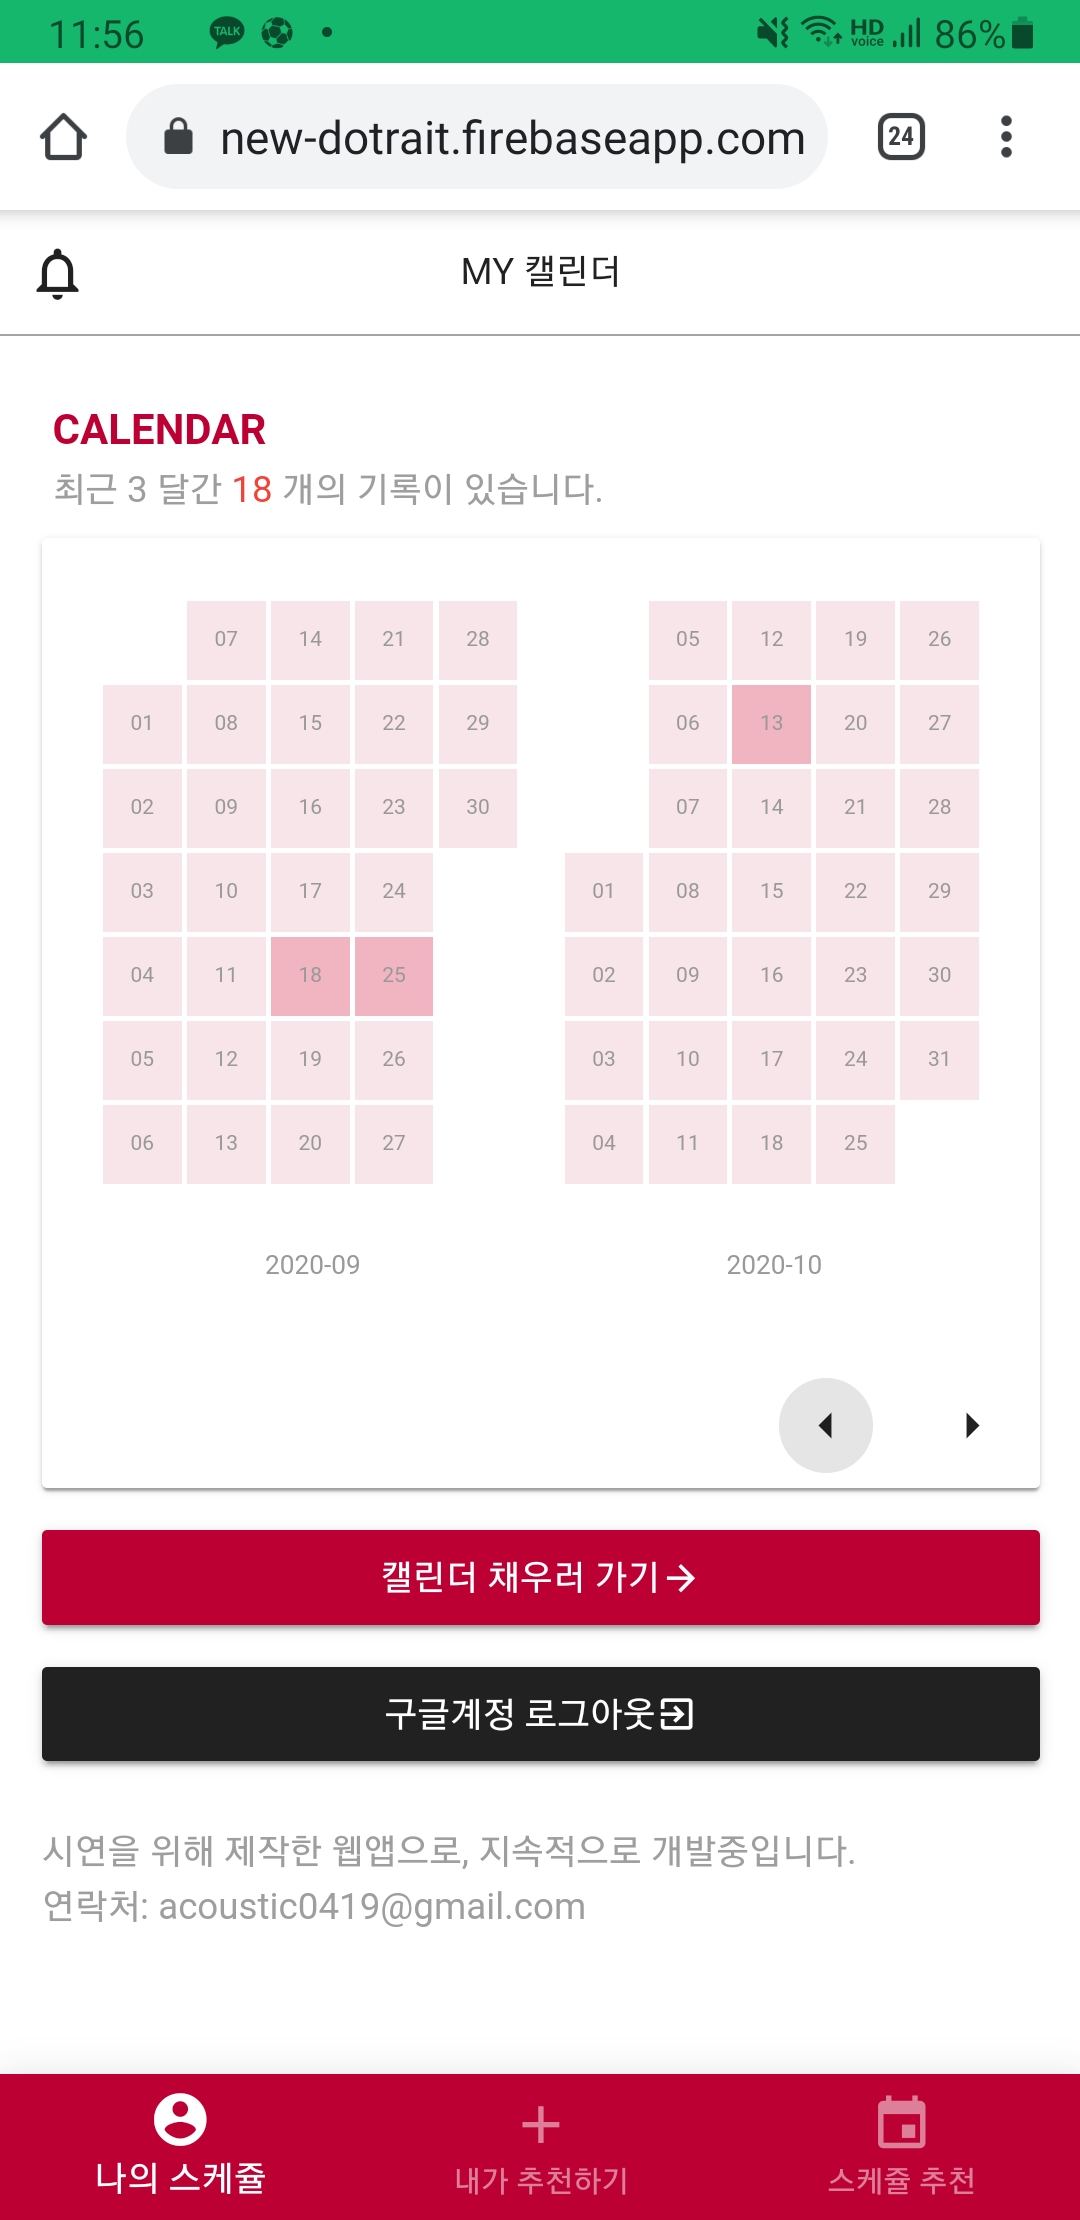 11:56 TALK HD voice 86%
new-dotrait.firebaseapp.com 24
MY 캘린더
CALENDAR
최근 3 달간 18 개의 기록이 있습니다.
07 14 21 28 05 12 19 26
01 08 15 22 29 06 13 20 27
02 09 16 23 30 07 14 21 28
03 10 17 24 01 08 15 22 29
04 11 18 25 02 09 16 23 30
05 12 19 26 03 10 17 24 31
06 13 20 27 04 11 18 25
2020-09 2020-10
캘린더 채우러 가기
구글계정 로그아웃
시연을 위해 제작한 웹앱으로, 지속적으로 개발중입니다.
연락처: acoustic0419@gmail.com
나의 스케쥴 내가 추천하기 스케쥴 추천